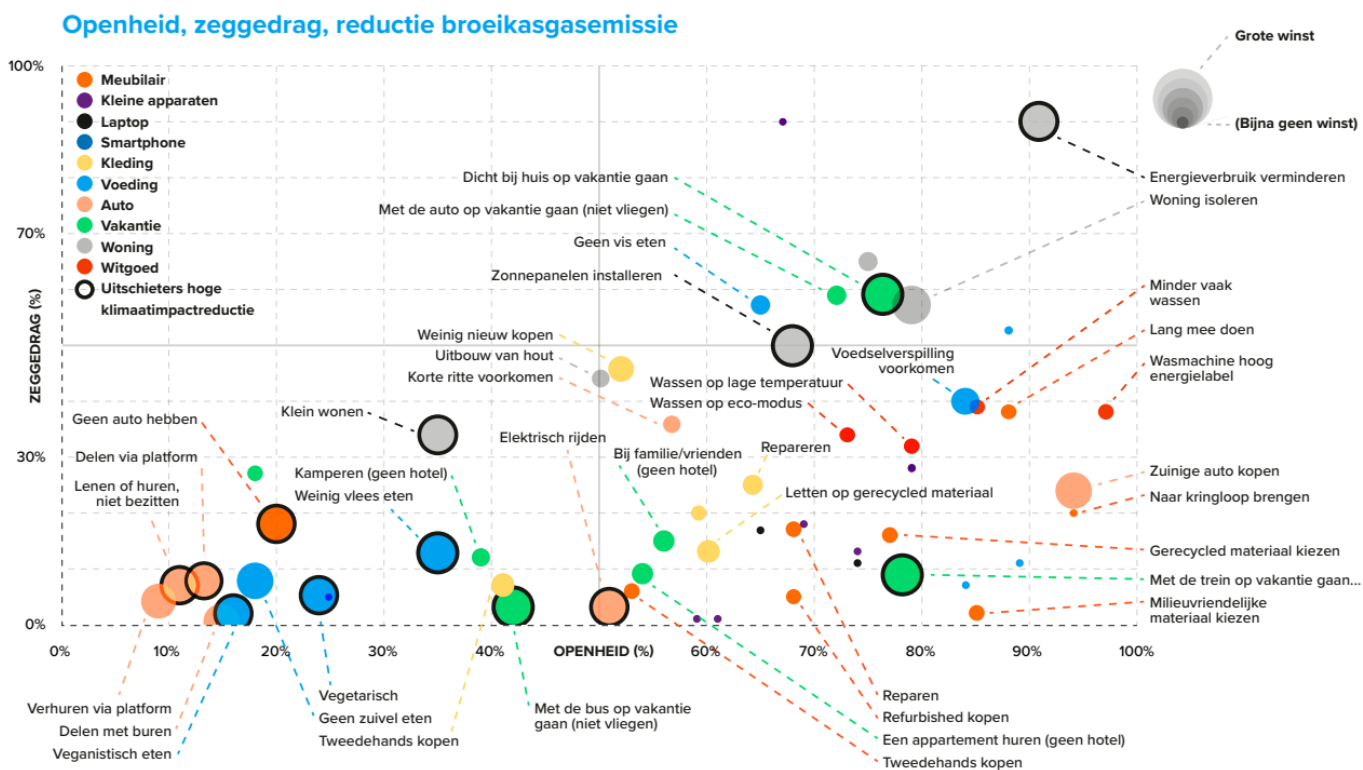 Openheid, zeggedrag, reductie broeikasgasemissie
Grote winst
(Bijna geen winst)
100%
70%
30%
0%
ZEGGEDRAG (%)
Meubilair
Kleine apparaten
Laptop
Smartphone
Kleding
Voeding
Auto
Vakantie
Woning
Witgoed
Uitschieters hoge
klimaatimpactreductie
Dicht bij huis op vakantie gaan
Met de auto op vakantie gaan (niet vliegen)
Geen vis eten
Zonnepanelen installeren
Energieverbruik verminderen
Woning isoleren
Minder vaak
wassen
Lang mee doen
Wasmachine hoog
energielabel
Weinig nieuw kopen
Uitbouw van hout
Korte ritte voorkomen
Voedselverspilling
voorkomen
Wassen op lage temperatuur
Wassen op eco-modus
Klein wonen
Geen auto hebben
Delen via platform
Lenen of huren,
niet bezitten
Kamperen (geen hotel)
Weinig vlees eten
Elektrisch rijden
Bij familie/vrienden
(geen hotel)
Repareren
Letten op gerecycled materiaal
Zuinige auto kopen
Naar kringloop brengen
Gerecycled materiaal kiezen
Met de trein op vakantie gaan...
Milieuvriendelijke
materiaal kiezen
0%
10%
20%
30%
40%
OPENHEID (%)
60%
70%
80%
90%
100%
Verhuren via platform
Delen met buren
Veganistisch eten
Vegetarisch
Geen zuivel eten
Tweedehands kopen
Met de bus op vakantie
gaan (niet vliegen)
Reparen
Refurbished kopen
Een appartement huren (geen hotel)
Tweedehands kopen